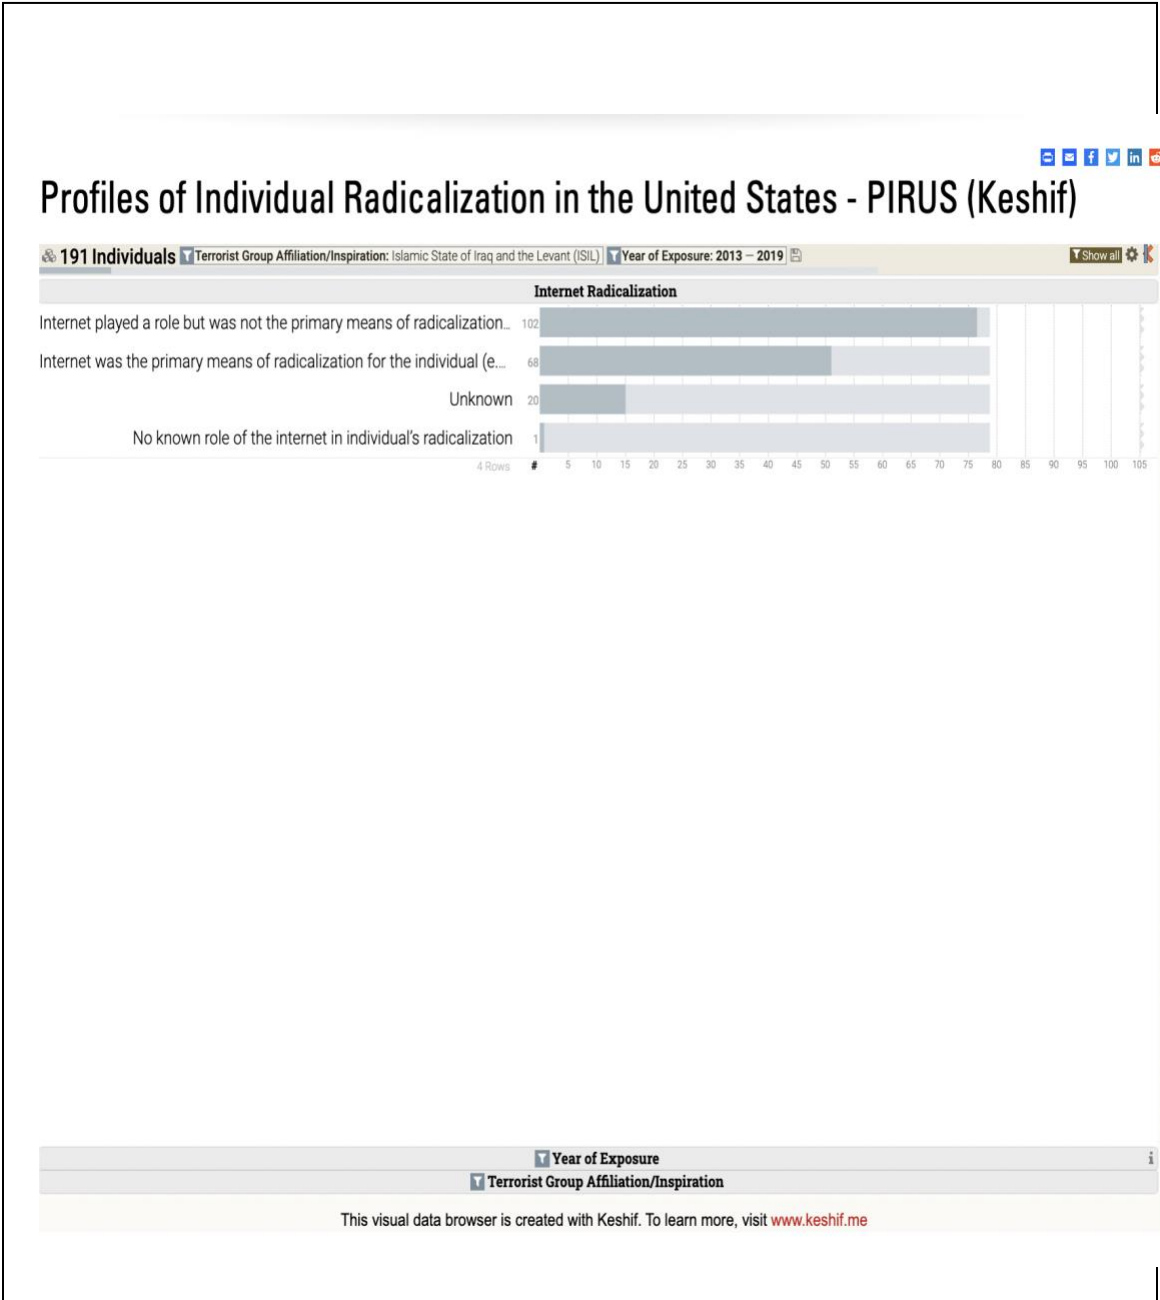 Profiles of Individual Radicalization in the United States - PIRUS (Keshif)
191 Individuals Terrorist Group Affiliation/Inspiration: Islamic State of Iraq and the Levant (ISIL) Year of Exposure: 2013 – 2019 Show all
Internet Radicalization
Internet played a role but was not the primary means of radicalization... 102
Internet was the primary means of radicalization for the individual (e... 68
Unknown 20
No known role of the internet in individual's radicalization 1
4 Rows # 5 10 15 20 25 30 35 40 45 50 55 60 65 70 75 80 85 90 95 100 105
Year of Exposure i
Terrorist Group Affiliation/Inspiration
This visual data browser is created with Keshif. To learn more, visit www.keshif.me